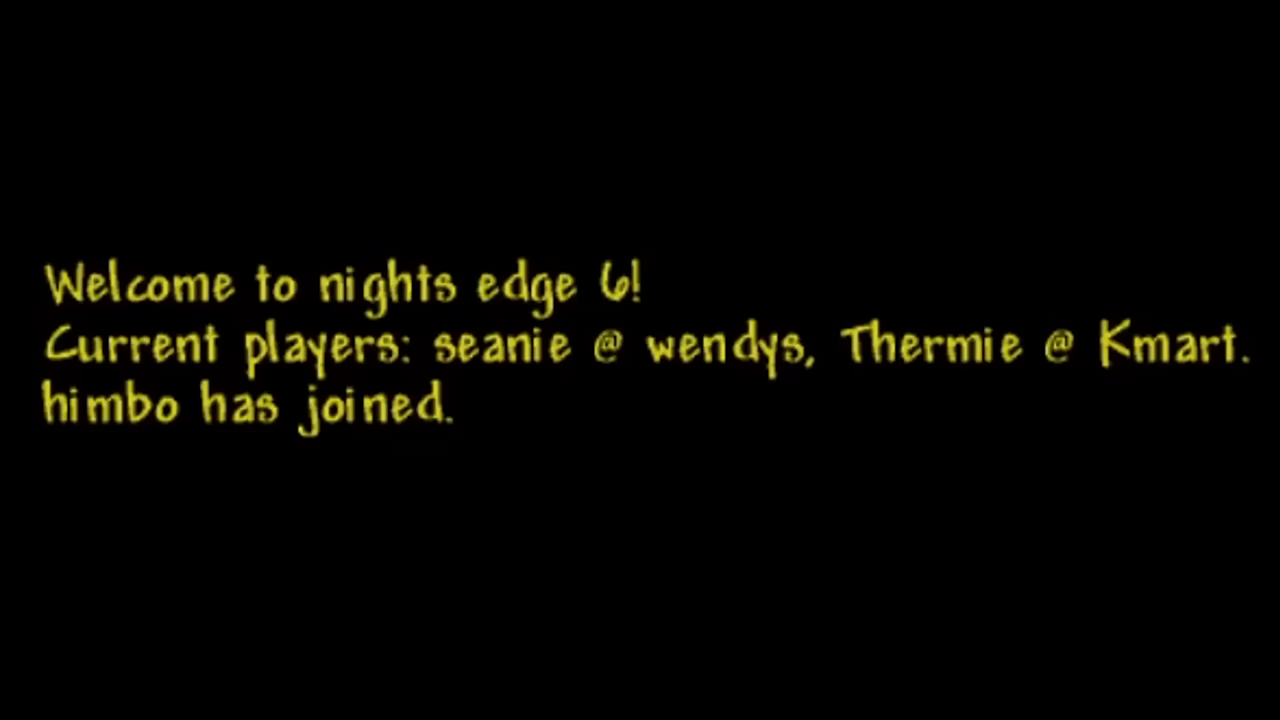 Welcome to nights edge 6!
Current players: seanie @ wendys, Thermie @ Kmart.
himbo has joined.